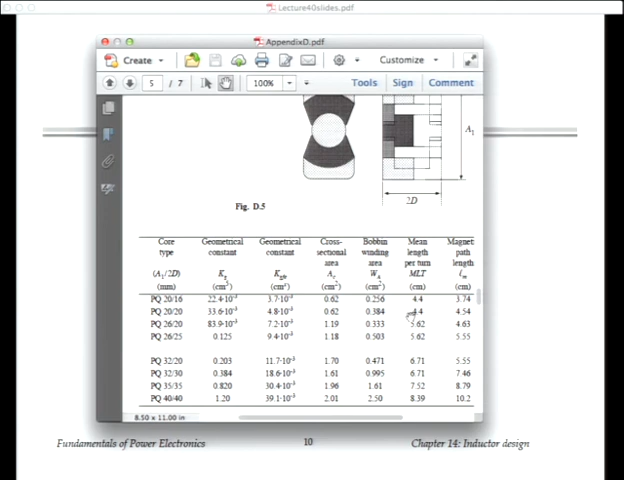 Lecture40slides.pdf
AppendixD.pdf
Create
Customize
5 / 7
100%
Tools Sign Comment
A₁
2D
Fig. D.5
Core type (A₁/2D) (mm) Geometrical constant K_g (cm⁵) Geometrical constant K_gfe (cmˣ) Cross-sectional area A_c (cm²) Bobbin winding area W_A (cm²) Mean length per turn MLT (cm) Magnet path length l_m (cm)
PQ 20/16 22.4·10⁻³ 3.7·10⁻³ 0.62 0.256 4.4 3.74
PQ 20/20 33.6·10⁻³ 4.8·10⁻³ 0.62 0.384 4.4 4.54
PQ 26/20 83.9·10⁻³ 7.2·10⁻³ 1.19 0.333 5.62 4.63
PQ 26/25 0.125 9.4·10⁻³ 1.18 0.503 5.62 5.55
PQ 32/20 0.203 11.7·10⁻³ 1.70 0.471 6.71 5.55
PQ 32/30 0.384 18.6·10⁻³ 1.61 0.995 6.71 7.46
PQ 35/35 0.820 30.4·10⁻³ 1.96 1.61 7.52 8.79
PQ 40/40 1.20 39.1·10⁻³ 2.01 2.50 8.39 10.2
8.50 x 11.00 in
Fundamentals of Power Electronics 10 Chapter 14: Inductor design